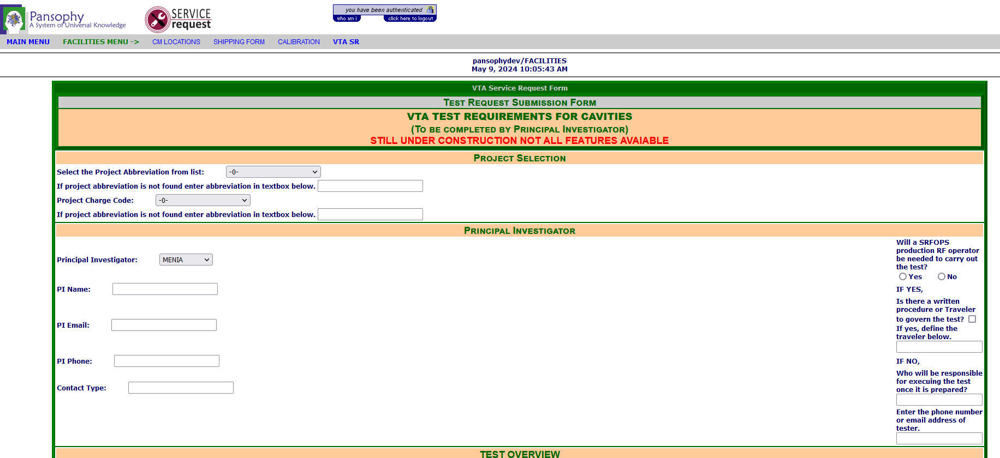 Pansophy
A System of Universal Knowledge
SERVICE
request
you have been authenticated
who am i
click here to logout
MAIN MENU FACILITIES MENU -> CM LOCATIONS SHIPPING FORM CALIBRATION VTA SR
pansophydev/FACILITIES
May 9, 2024 10:05:43 AM
VTA Service Request Form
TEST REQUEST SUBMISSION FORM
VTA TEST REQUIREMENTS FOR CAVITIES
(TO BE COMPLETED BY PRINCIPAL INVESTIGATOR)
STILL UNDER CONSTRUCTION NOT ALL FEATURES AVAIABLE
PROJECT SELECTION
Select the Project Abbreviation from list: -0-
If project abbreviation is not found enter abbreviation in textbox below.
Project Charge Code: -0-
If project abbreviation is not found enter abbreviation in textbox below.
PRINCIPAL INVESTIGATOR
Principal Investigator: MENIA
PI Name:
PI Email:
PI Phone:
Contact Type:
Will a SRFOPS
production RF operator
be needed to carry out
the test?
Yes No
IF YES,
Is there a written
procedure or Traveler
to govern the test?
If yes, define the
traveler below.
IF NO,
Who will be responsible
for execuing the test
once it is prepared?
Enter the phone number
or email address of
tester.
TEST OVERVIEW